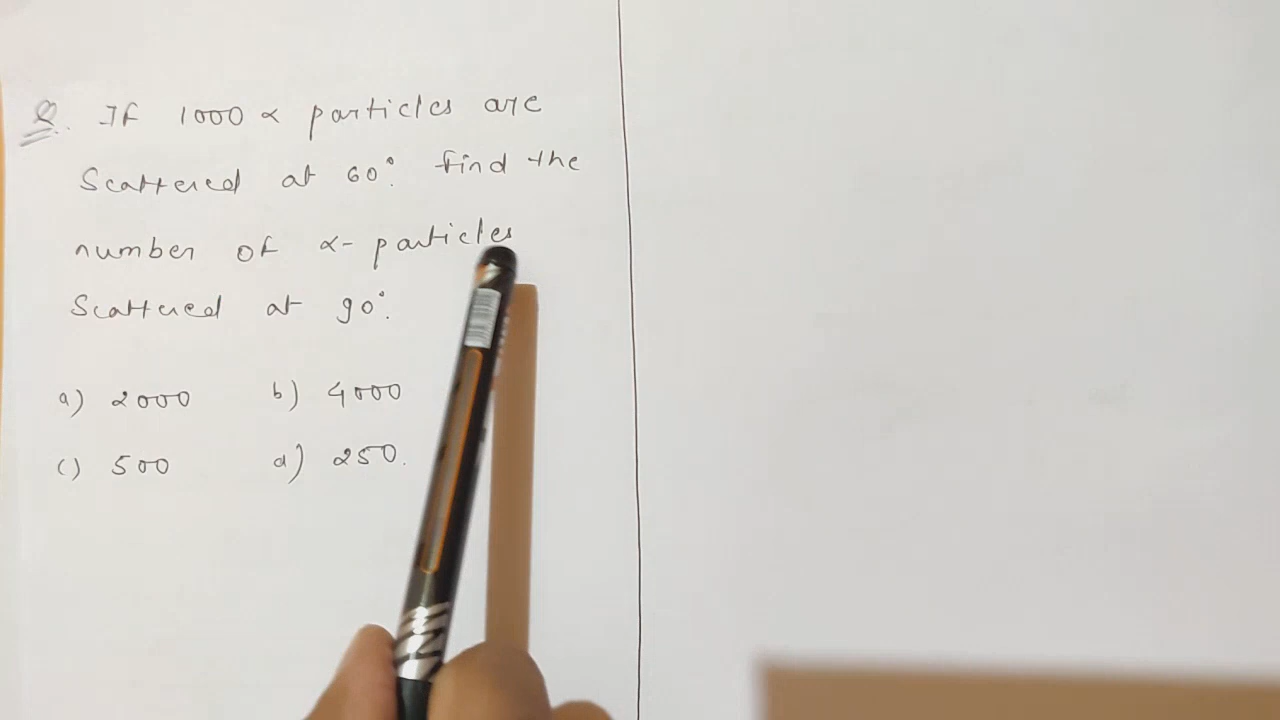 Q. If 1000 α particles are
Scattered at 60°. find the
number of α- particles
Scattered at 90°.
a) 2000 b) 4000
c) 500 d) 250.